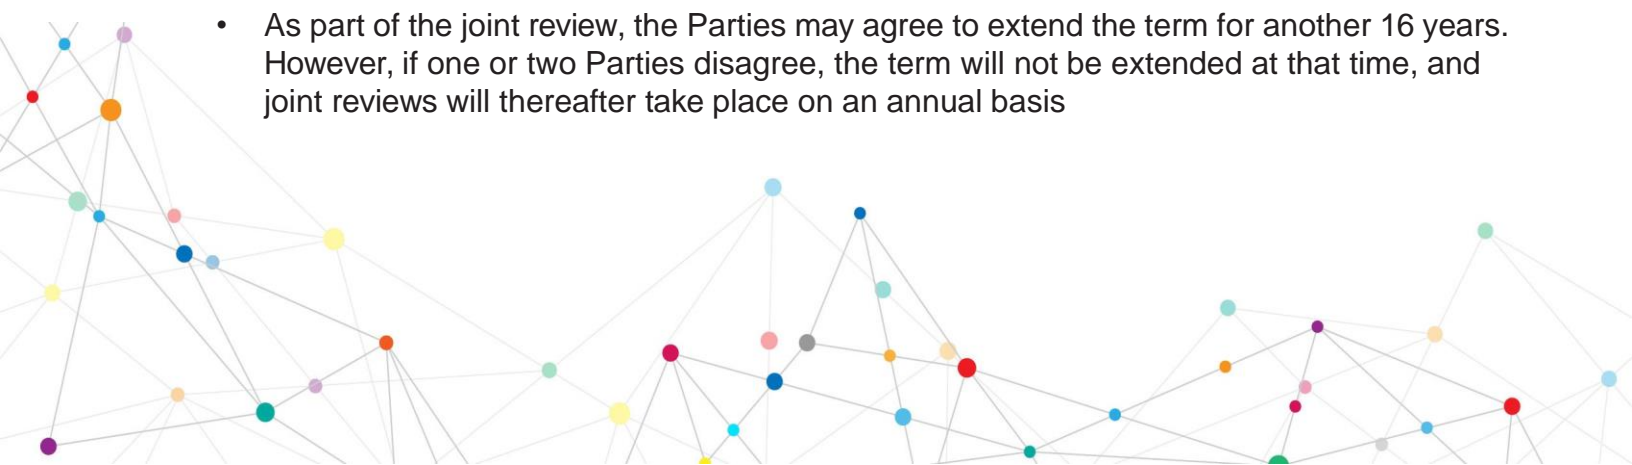 • As part of the joint review, the Parties may agree to extend the term for another 16 years.
However, if one or two Parties disagree, the term will not be extended at that time, and
joint reviews will thereafter take place on an annual basis